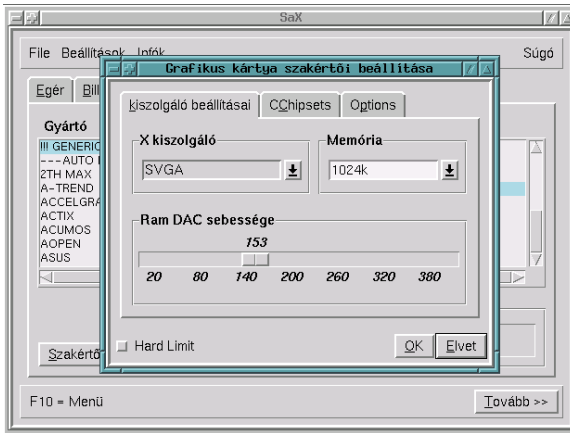 SaX
File Beállítások Infók Súgó
Grafikus kártya szakértői beállítása
Egér Bill
kiszolgáló beállításai CChipsets Options
Gyártó
X kiszolgáló Memória
SVGA 1024k
!!! GENERIC
---AUTO
2TH MAX
A-TREND
ACCELGRA
ACTIX
ACUMOS
AOPEN
ASUS
Ram DAC sebessége
153
20 80 140 200 260 320 380
Hard Limit OK Elvet
Szakértő
F10 = Menü Tovább >>